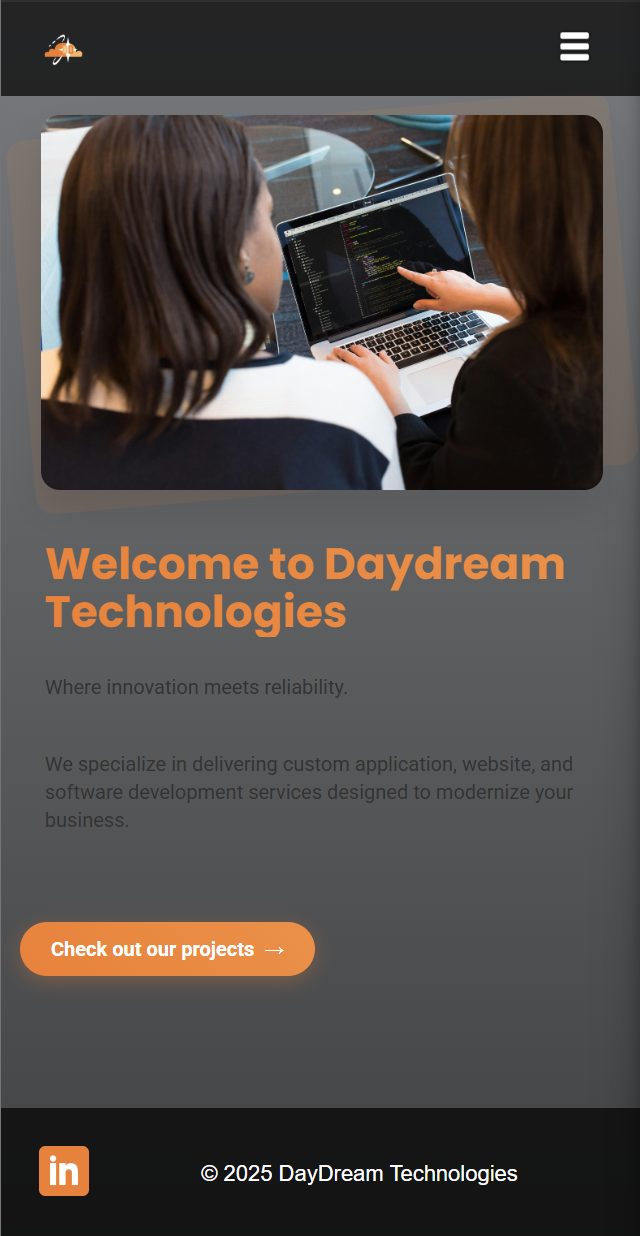 Welcome to Daydream
Technologies
Where innovation meets reliability.
We specialize in delivering custom application, website, and
software development services designed to modernize your
business.
Check out our projects →
in
© 2025 DayDream Technologies